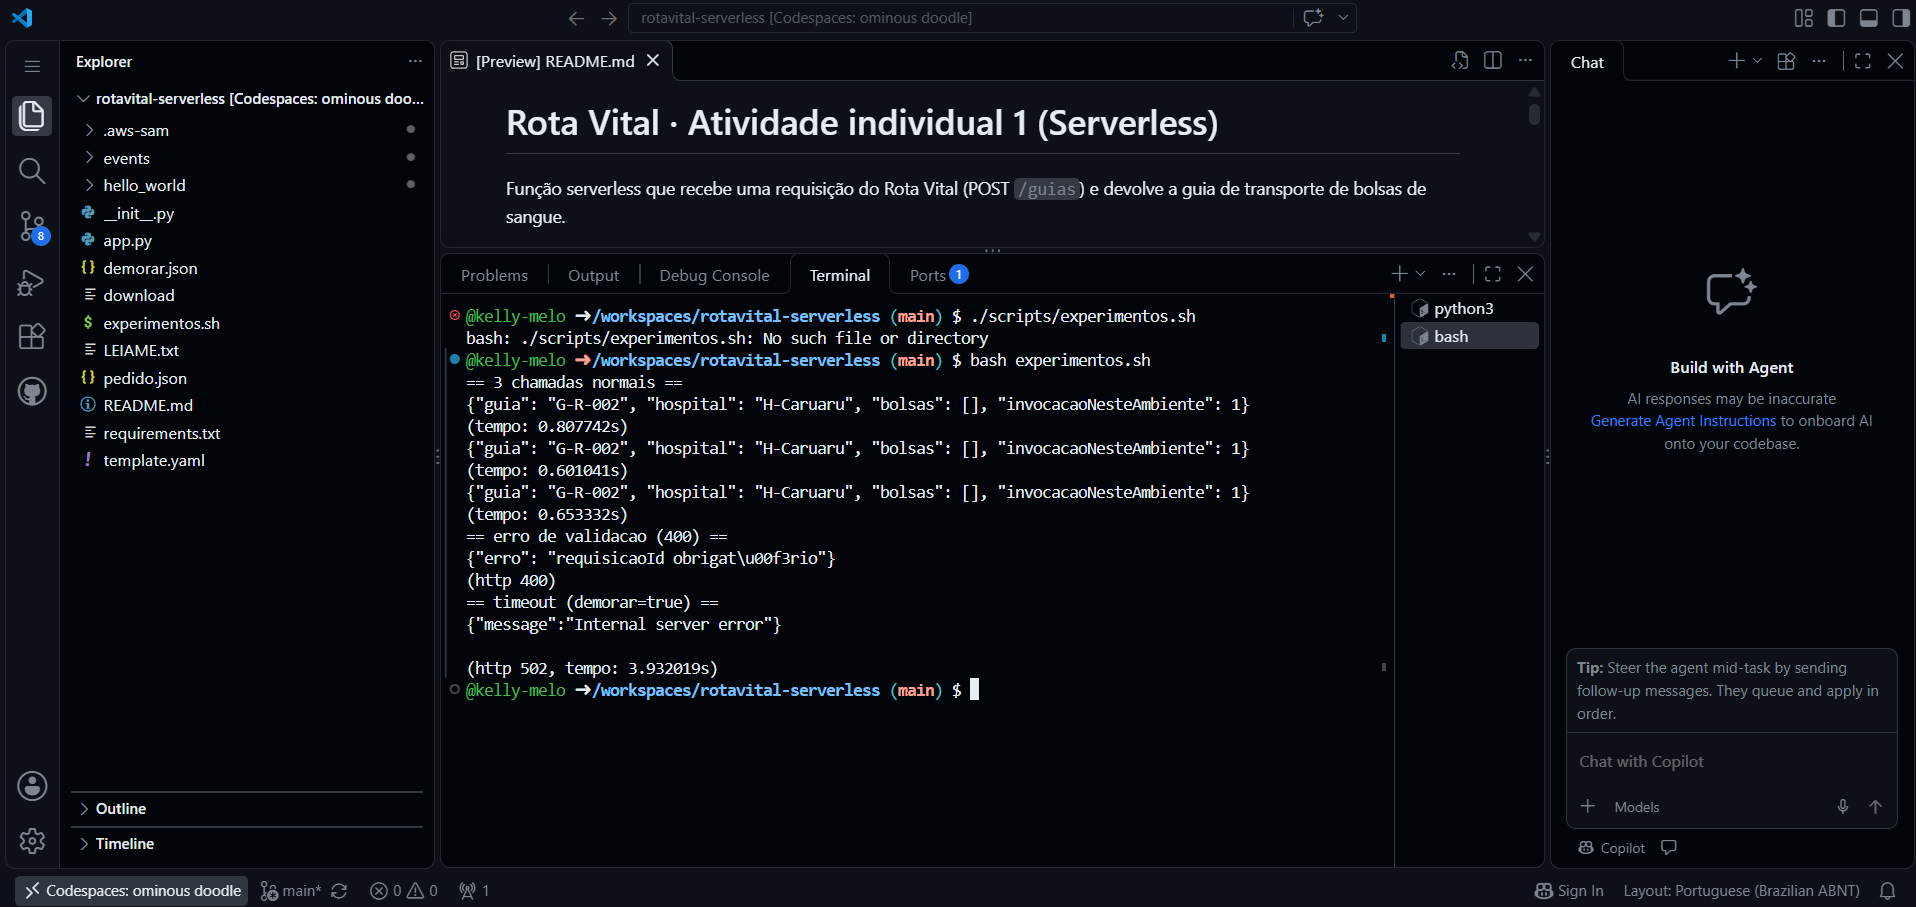 rotavital-serverless [Codespaces: ominous doodle]
Explorer
rotavital-serverless [Codespaces: ominous doo...
.aws-sam
events
hello_world
__init__.py
app.py
demorar.json
download
experimentos.sh
LEIAME.txt
pedido.json
README.md
requirements.txt
template.yaml
Outline
Timeline
8
[Preview] README.md
Rota Vital · Atividade individual 1 (Serverless)
Função serverless que recebe uma requisição do Rota Vital (POST /guias) e devolve a guia de transporte de bolsas de
sangue.
Problems Output Debug Console Terminal Ports 1
@kelly-melo ➜/workspaces/rotavital-serverless (main) $ ./scripts/experimentos.sh
bash: ./scripts/experimentos.sh: No such file or directory
@kelly-melo ➜/workspaces/rotavital-serverless (main) $ bash experimentos.sh
== 3 chamadas normais ==
{"guia": "G-R-002", "hospital": "H-Caruaru", "bolsas": [], "invocacaoNesteAmbiente": 1}
(tempo: 0.807742s)
{"guia": "G-R-002", "hospital": "H-Caruaru", "bolsas": [], "invocacaoNesteAmbiente": 1}
(tempo: 0.601041s)
{"guia": "G-R-002", "hospital": "H-Caruaru", "bolsas": [], "invocacaoNesteAmbiente": 1}
(tempo: 0.653332s)
== erro de validacao (400) ==
{"erro": "requisicaoId obrigat\u00f3rio"}
(http 400)
== timeout (demorar=true) ==
{"message":"Internal server error"}
(http 502, tempo: 3.932019s)
@kelly-melo ➜/workspaces/rotavital-serverless (main) $
python3
bash
Chat
Build with Agent
AI responses may be inaccurate
Generate Agent Instructions to onboard AI
onto your codebase.
Tip: Steer the agent mid-task by sending
follow-up messages. They queue and apply in
order.
Chat with Copilot
Models
Copilot
Codespaces: ominous doodle main* 0 0 1
Sign In Layout: Portuguese (Brazilian ABNT)